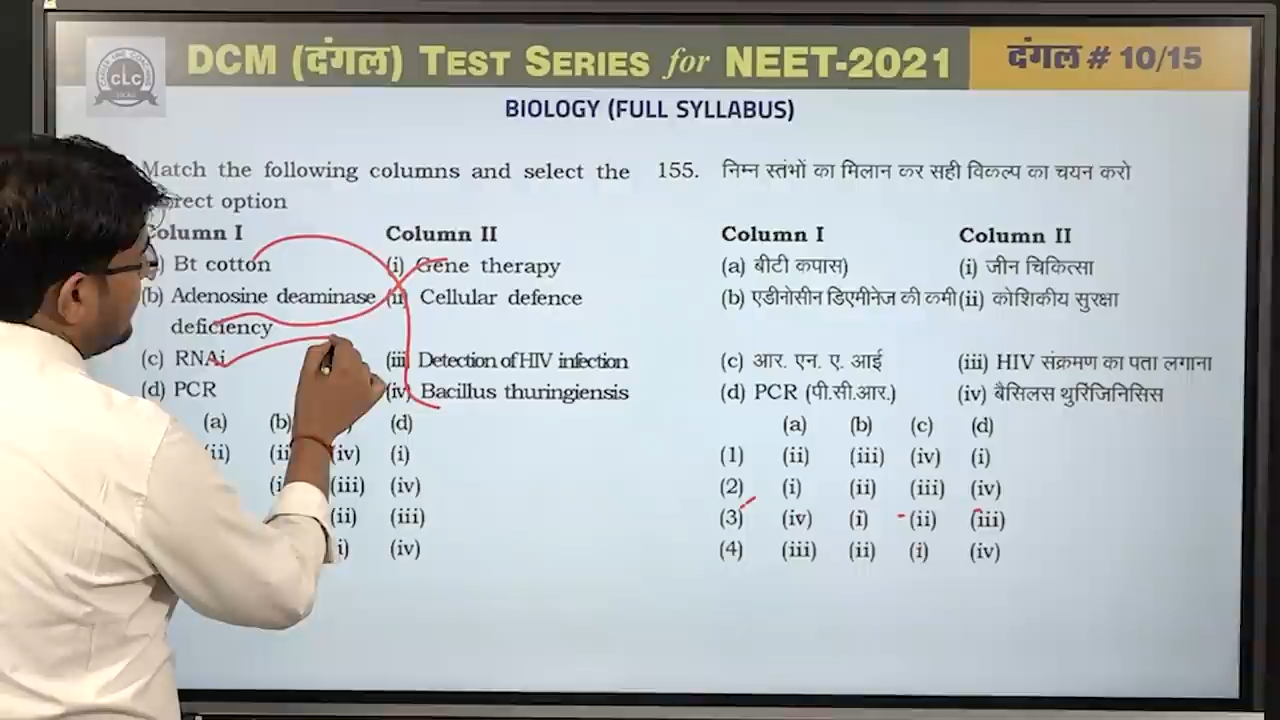 DCM (दंगल) TEST SERIES for NEET-2021
दंगल # 10/15
CLC
BIOLOGY (FULL SYLLABUS)
Match the following columns and select the
option
Column I Column II
Bt cotton (i) Gene therapy
(b) Adenosine deaminase (ii) Cellular defence
deficiency
(c) RNAi (iii) Detection of HIV infection
(d) PCR (iv) Bacillus thuringiensis
(a) (b) (d)
(iv) (i)
(iii) (iv)
(ii) (iii)
(iv)
155. निम्न स्तंभों का मिलान कर सही विकल्प का चयन करो
Column I Column II
(a) बीटी कपास) (i) जीन चिकित्सा
(b) एडीनोसीन डिएमीनेज की कमी (ii) कोशिकीय सुरक्षा
(c) आर. एन. ए. आई (iii) HIV संक्रमण का पता लगाना
(d) PCR (पी.सी.आर.) (iv) बैसिलस थुरिंजिनिसिस
(a) (b) (c) (d)
(1) (ii) (iii) (iv) (i)
(2) (i) (ii) (iii) (iv)
(3) (iv) (i) (ii) (iii)
(4) (iii) (ii) (i) (iv)